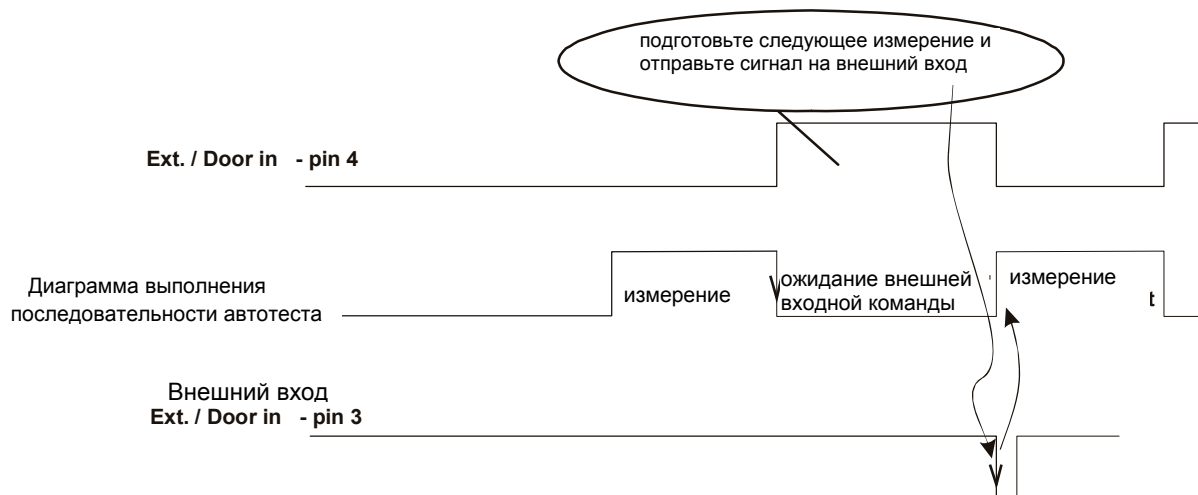 подготовьте следующее измерение и
отправьте сигнал на внешний вход
Ext. / Door in - pin 4
Диаграмма выполнения
последовательности автотеста
измерение
ожидание внешней
входной команды
измерение
t
Внешний вход
Ext. / Door in - pin 3